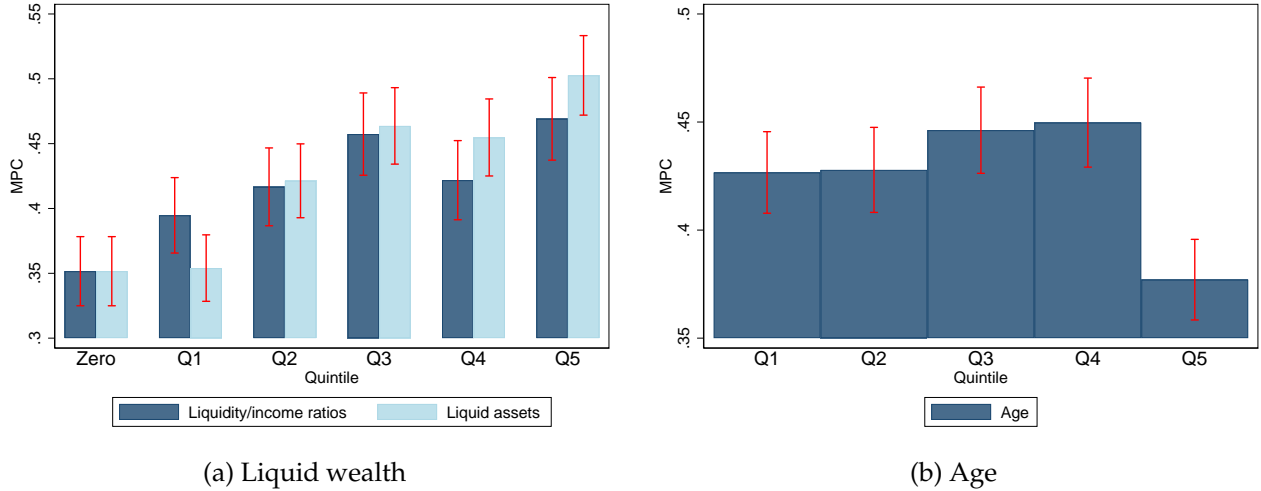 .55
.5
.45
.4
.35
.3
MPC
Zero Q1 Q2 Q3 Q4 Q5
Quintile
Liquidity/income ratios Liquid assets
(a) Liquid wealth
.5
.45
.4
.35
MPC
Q1 Q2 Q3 Q4 Q5
Quintile
Age
(b) Age